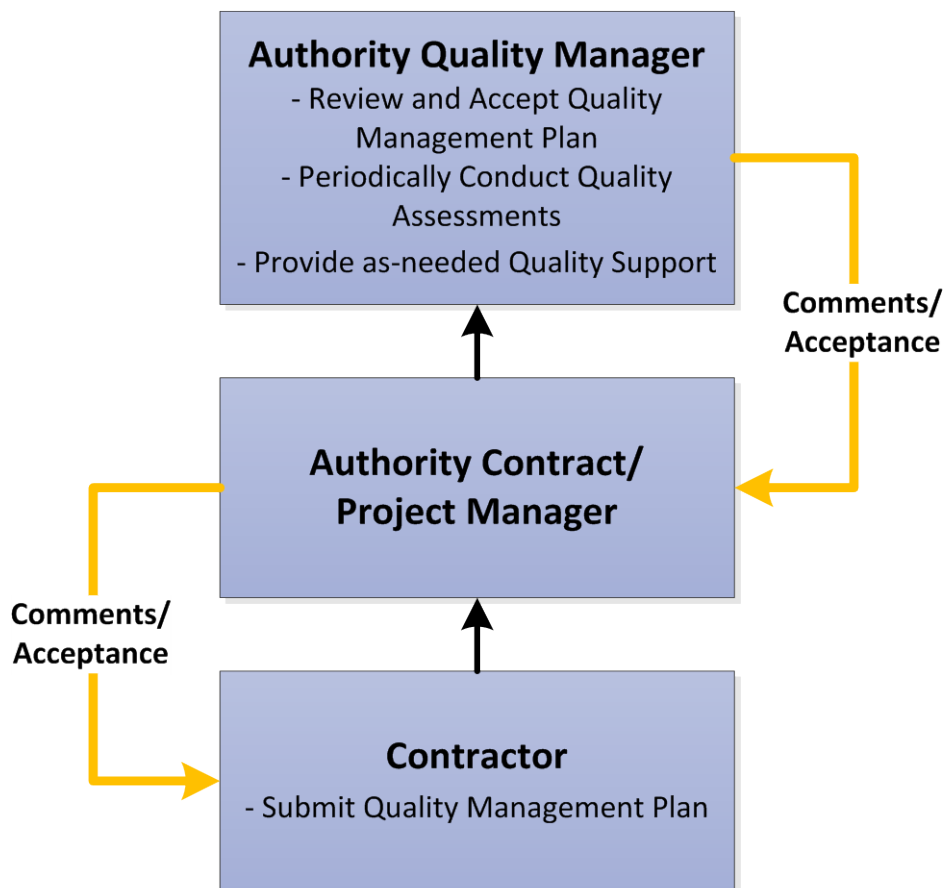 Authority Quality Manager
- Review and Accept Quality
Management Plan
- Periodically Conduct Quality
Assessments
- Provide as-needed Quality Support
Comments/
Acceptance
Authority Contract/
Project Manager
Comments/
Acceptance
Contractor
- Submit Quality Management Plan